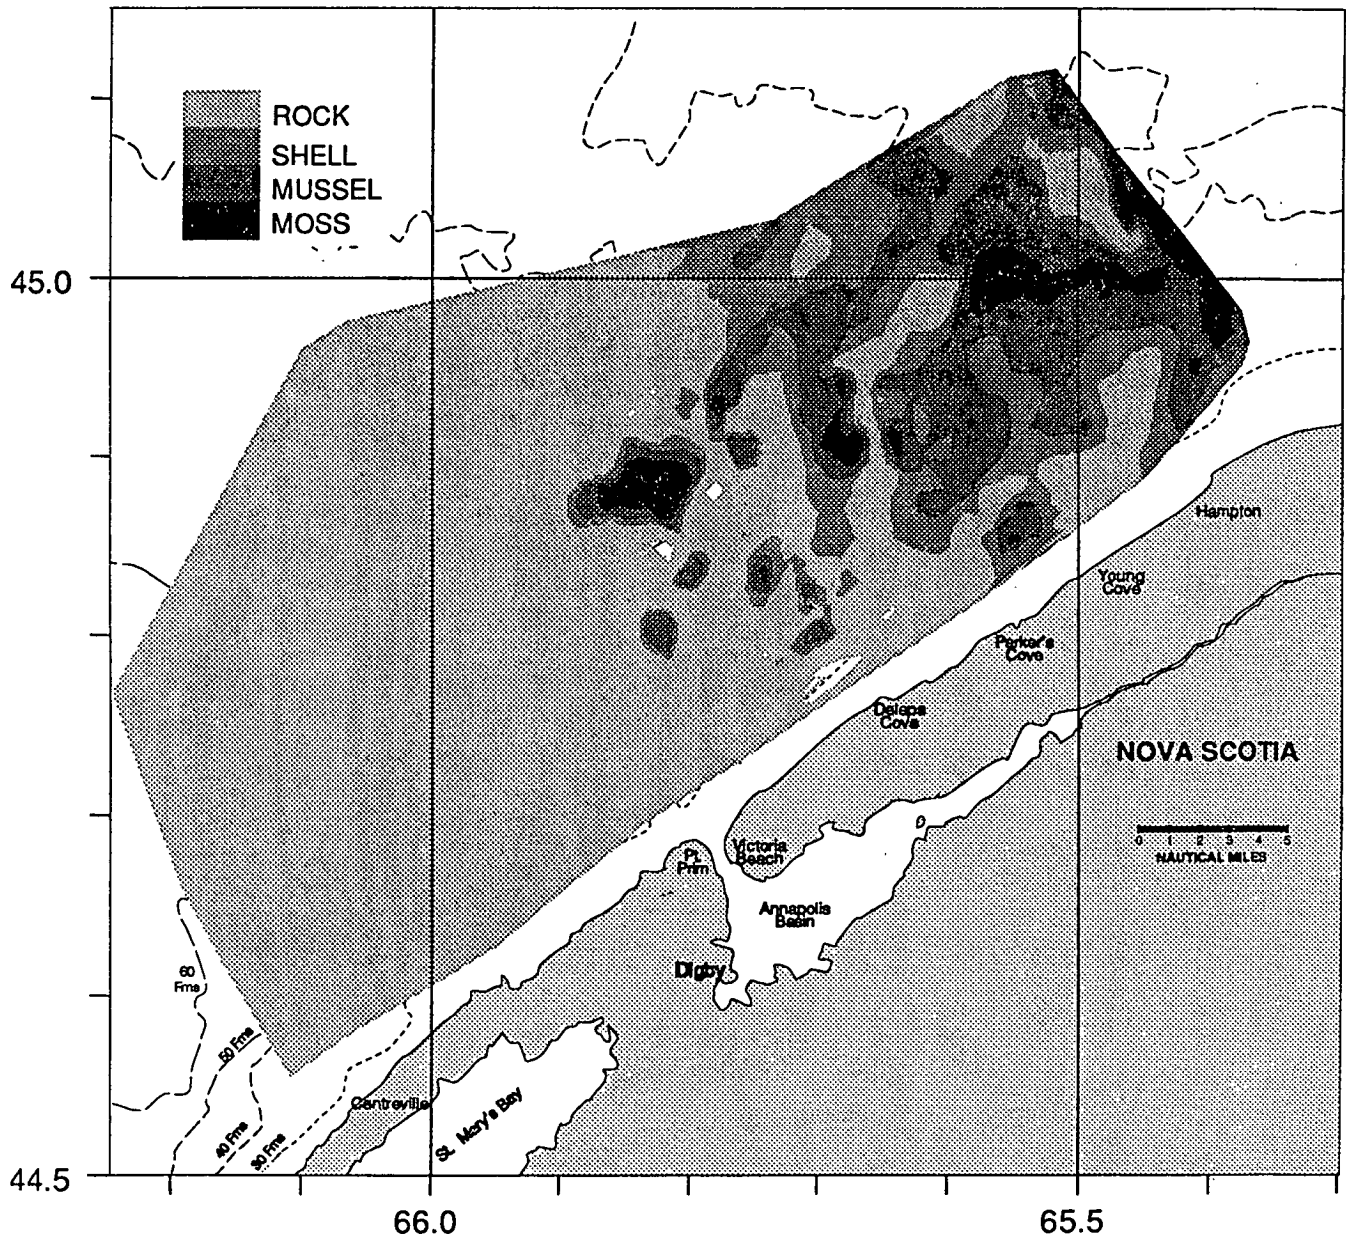 ROCK
SHELL
MUSSEL
MOSS
45.0
Hampton
Young
Cove
Parker's
Cove
Delaps
Cove
NOVA SCOTIA
0 1 2 3 4 5
NAUTICAL MILES
Victoria
Beach
Pt.
Prim
Annapolis
Basin
Digby
60
Fms
50 Fms
40 Fms
30 Fms
Centreville
St. Mary's Bay
44.5
66.0
65.5